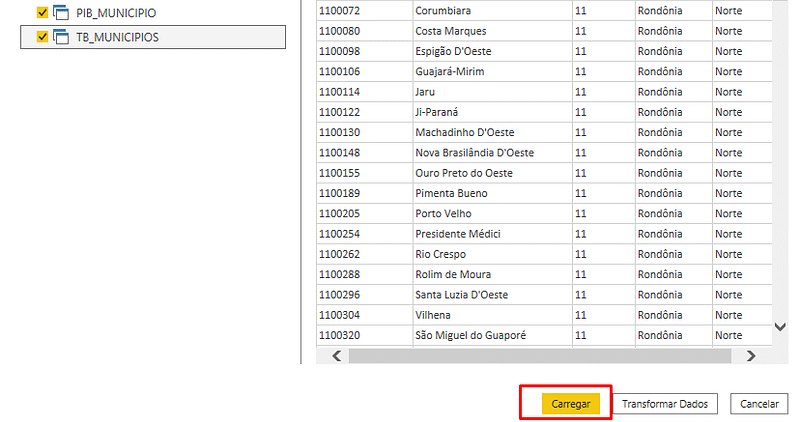 PIB_MUNICIPIO
TB_MUNICIPIOS
1100072 Corumbiara 11 Rondônia Norte
1100080 Costa Marques 11 Rondônia Norte
1100098 Espigão D'Oeste 11 Rondônia Norte
1100106 Guajará-Mirim 11 Rondônia Norte
1100114 Jaru 11 Rondônia Norte
1100122 Ji-Paraná 11 Rondônia Norte
1100130 Machadinho D'Oeste 11 Rondônia Norte
1100148 Nova Brasilândia D'Oeste 11 Rondônia Norte
1100155 Ouro Preto do Oeste 11 Rondônia Norte
1100189 Pimenta Bueno 11 Rondônia Norte
1100205 Porto Velho 11 Rondônia Norte
1100254 Presidente Médici 11 Rondônia Norte
1100262 Rio Crespo 11 Rondônia Norte
1100288 Rolim de Moura 11 Rondônia Norte
1100296 Santa Luzia D'Oeste 11 Rondônia Norte
1100304 Vilhena 11 Rondônia Norte
1100320 São Miguel do Guaporé 11 Rondônia Norte
Carregar Transformar Dados Cancelar